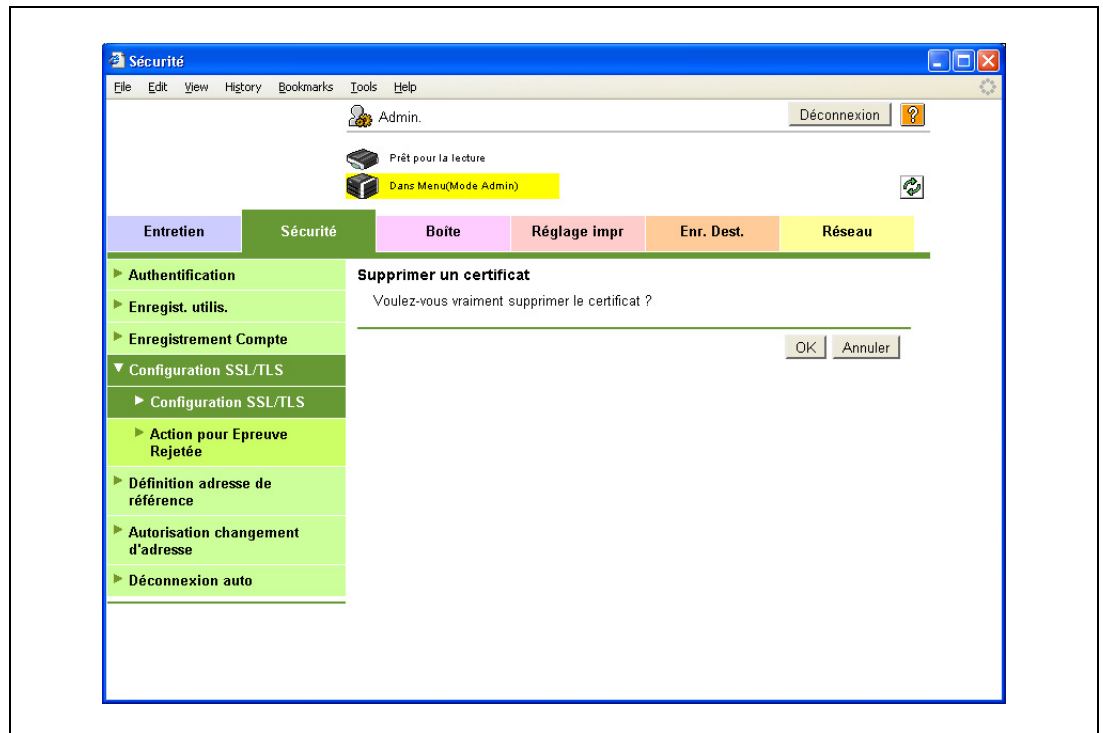 Sécurité
File Edit View History Bookmarks Tools Help
Admin.
Déconnexion
?
Prêt pour la lecture
Dans Menu(Mode Admin)
Entretien Sécurité Boîte Réglage impr Enr. Dest. Réseau
Authentification
Enregist. utilis.
Enregistrement Compte
Configuration SSL/TLS
Configuration SSL/TLS
Action pour Epreuve
Rejetée
Définition adresse de
référence
Autorisation changement
d'adresse
Déconnexion auto
Supprimer un certificat
Voulez-vous vraiment supprimer le certificat ?
OK Annuler